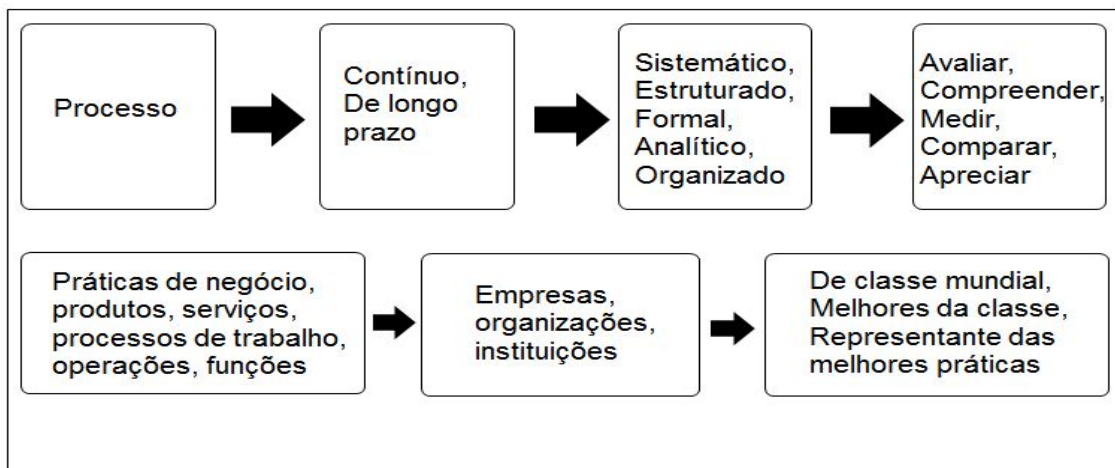 Processo
Contínuo,
De longo
prazo
Sistemático,
Estruturado,
Formal,
Analítico,
Organizado
Avaliar,
Compreender,
Medir,
Comparar,
Apreciar
Práticas de negócio,
produtos, serviços,
processos de trabalho,
operações, funções
Empresas,
organizações,
instituições
De classe mundial,
Melhores da classe,
Representante das
melhores práticas